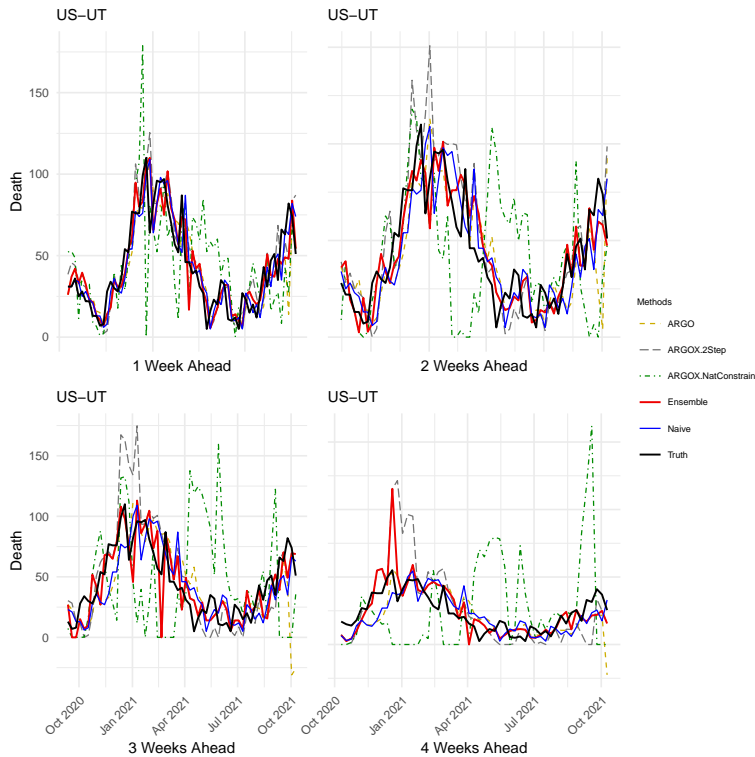 US−UT
US−UT
Death
150
100
50
0
1 Week Ahead
2 Weeks Ahead
Methods
ARGO
ARGOX.2Step
ARGOX.NatConstrain
Ensemble
Naive
Truth
US−UT
US−UT
Death
150
100
50
0
Oct 2020
Jan 2021
Apr 2021
Jul 2021
Oct 2021
Oct 2020
Jan 2021
Apr 2021
Jul 2021
Oct 2021
3 Weeks Ahead
4 Weeks Ahead